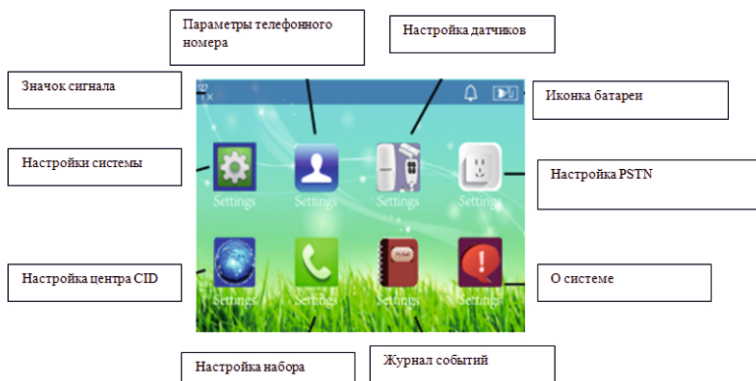 Параметры телефонного
номера
Настройка датчиков
Значок сигнала
Иконка батареи
Настройки системы
Settings
Settings
Settings
Settings
Настройка PSTN
Настройка центра CID
Settings
Settings
Settings
Settings
О системе
Настройка набора
Журнал событий